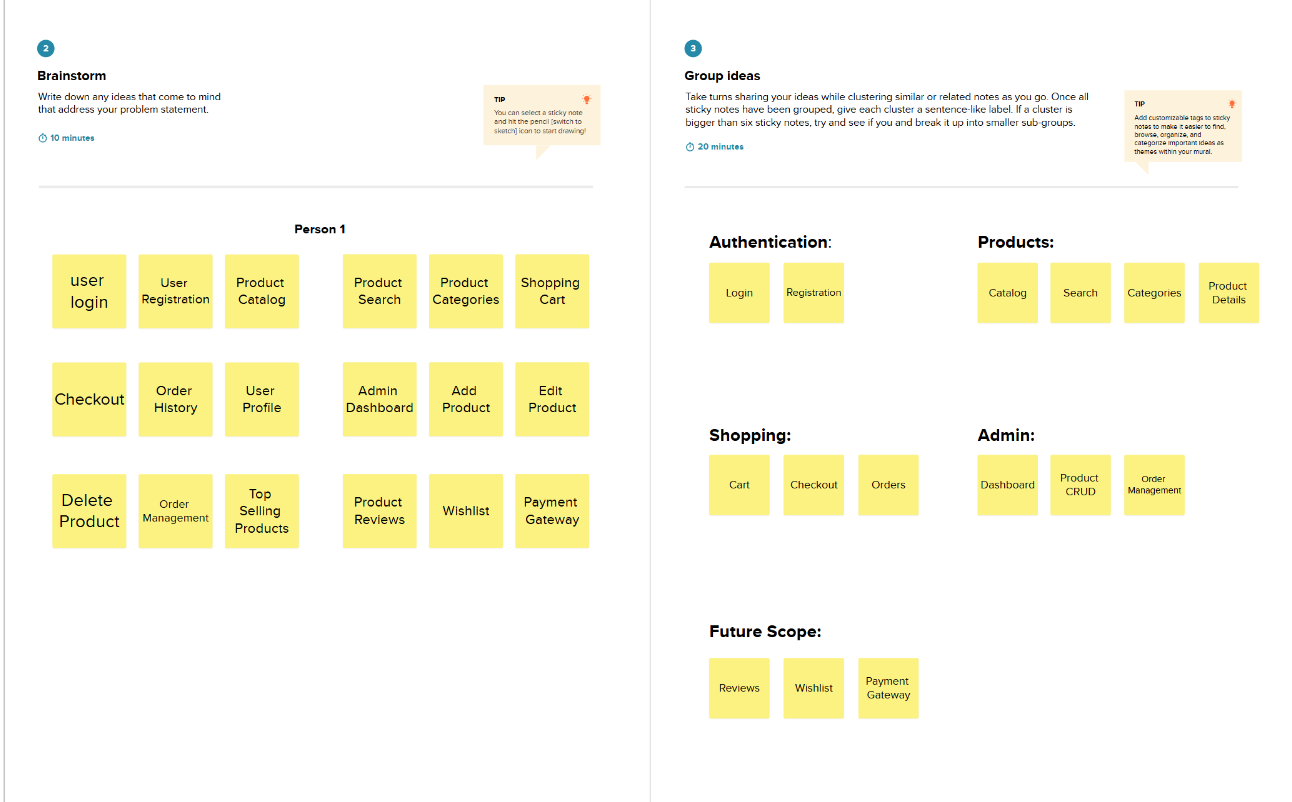 2
Brainstorm
Write down any ideas that come to mind
that address your problem statement.
10 minutes
TIP
You can select a sticky note
and hit the pencil [switch to
sketch] icon to start drawing!
Person 1
user
login
User
Registration
Product
Catalog
Product
Search
Product
Categories
Shopping
Cart
Checkout
Order
History
User
Profile
Admin
Dashboard
Add
Product
Edit
Product
Delete
Product
Order
Management
Top
Selling
Products
Product
Reviews
Wishlist
Payment
Gateway
3
Group ideas
Take turns sharing your ideas while clustering similar or related notes as you go. Once all
sticky notes have been grouped, give each cluster a sentence-like label. If a cluster is
bigger than six sticky notes, try and see if you and break it up into smaller sub-groups.
20 minutes
TIP
Add customizable tags to sticky
notes to make it easier to find,
browse, organize, and
categorize important ideas as
themes within your mural.
Authentication:
Login
Registration
Products:
Catalog
Search
Categories
Product
Details
Shopping:
Cart
Checkout
Orders
Admin:
Dashboard
Product
CRUD
Order
Management
Future Scope:
Reviews
Wishlist
Payment
Gateway